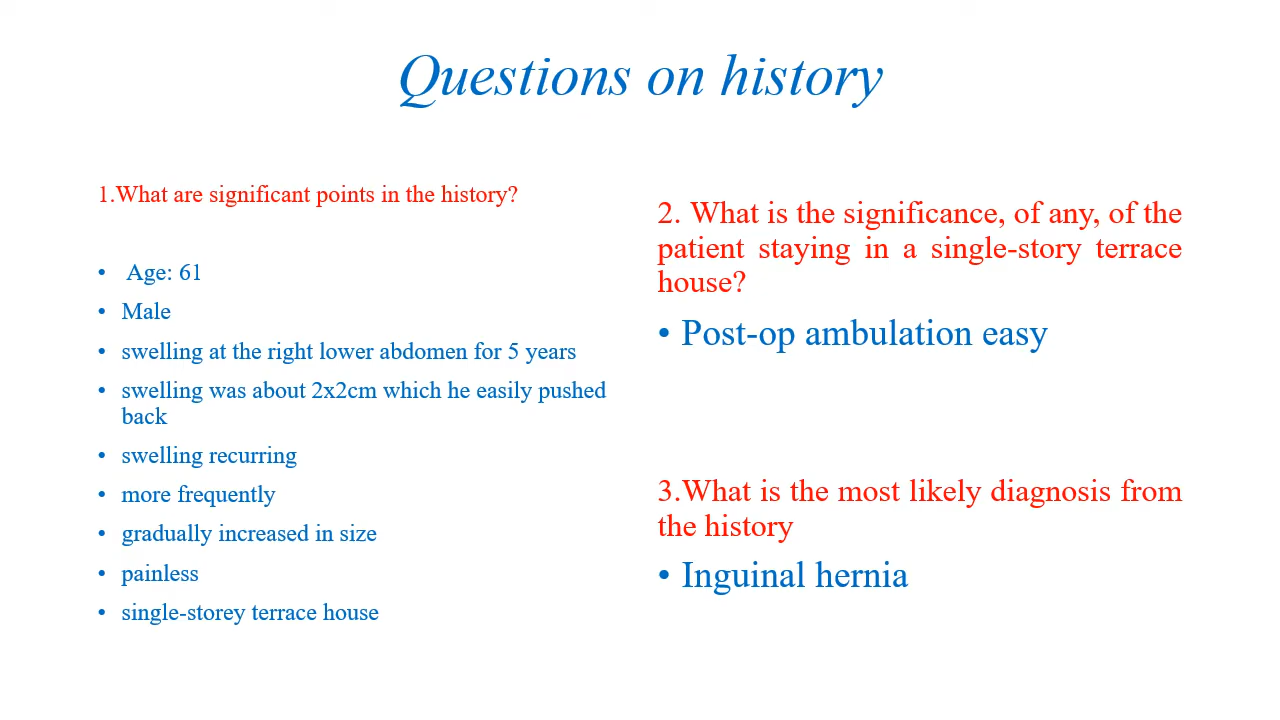 Questions on history
1.What are significant points in the history?
• Age: 61
• Male
• swelling at the right lower abdomen for 5 years
• swelling was about 2x2cm which he easily pushed
back
• swelling recurring
• more frequently
• gradually increased in size
• painless
• single-storey terrace house
2. What is the significance, of any, of the
patient staying in a single-story terrace
house?
• Post-op ambulation easy
3.What is the most likely diagnosis from
the history
• Inguinal hernia